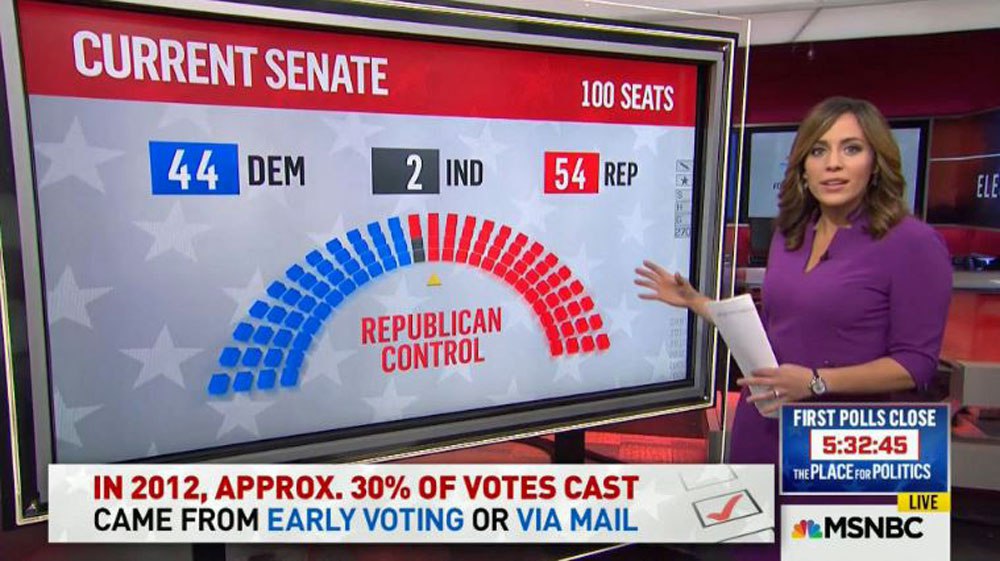 CURRENT SENATE
100 SEATS
44 DEM
2 IND
54 REP
S
H
G
270
REPUBLICAN
CONTROL
ELE
FIRST POLLS CLOSE
5:32:45
THE PLACE FOR POLITICS
LIVE
MSNBC
IN 2012, APPROX. 30% OF VOTES CAST
CAME FROM EARLY VOTING OR VIA MAIL